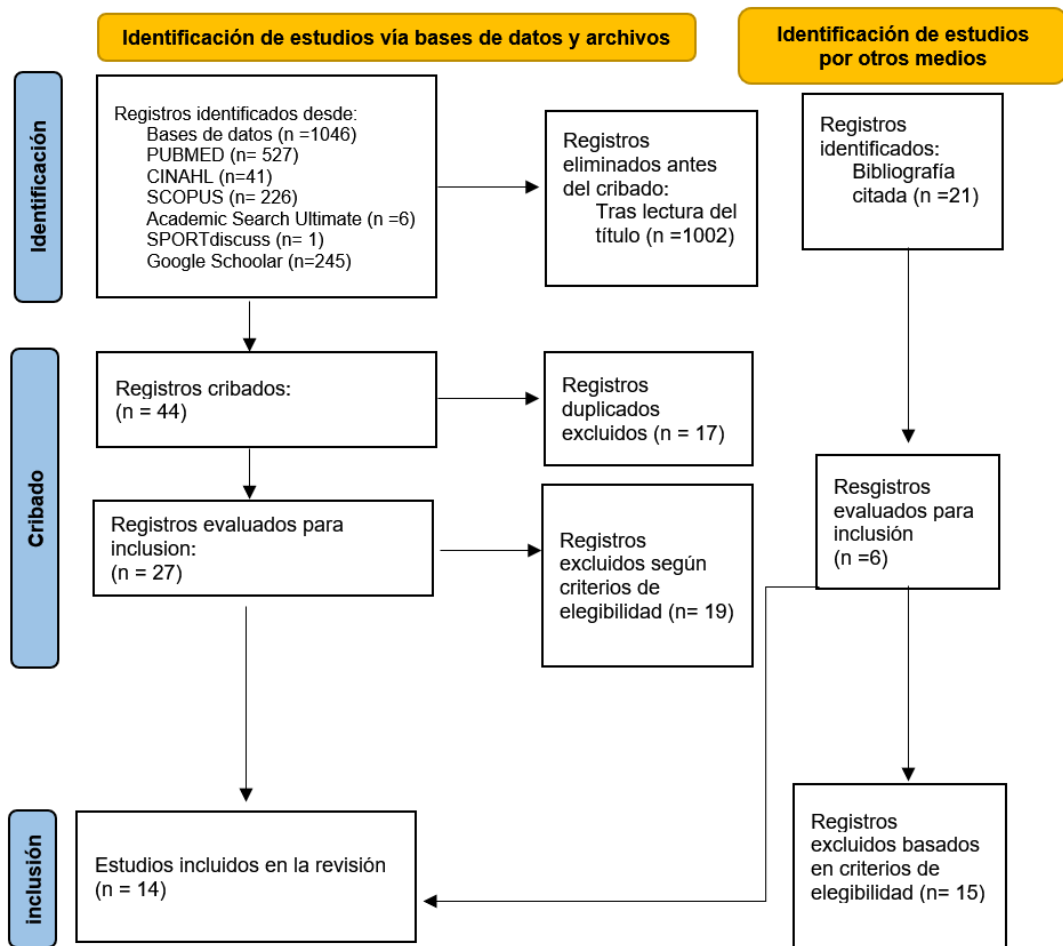 Identificación de estudios vía bases de datos y archivos
Identificación de estudios
por otros medios
Identificación
Registros identificados desde:
Bases de datos (n =1046)
PUBMED (n= 527)
CINAHL (n=41)
SCOPUS (n= 226)
Academic Search Ultimate (n =6)
SPORTdiscuss (n= 1)
Google Schoolar (n=245)
Registros
eliminados antes
del cribado:
Tras lectura del
título (n =1002)
Registros
identificados:
Bibliografía
citada (n =21)
Cribado
Registros cribados:
(n = 44)
Registros
duplicados
excluidos (n = 17)
Registros evaluados para
inclusion:
(n = 27)
Registros
excluidos según
criterios de
elegibilidad (n= 19)
Resgistros
evaluados para
inclusión
(n =6)
inclusión
Estudios incluidos en la revisión
(n = 14)
Registros
excluidos basados
en criterios de
elegibilidad (n= 15)